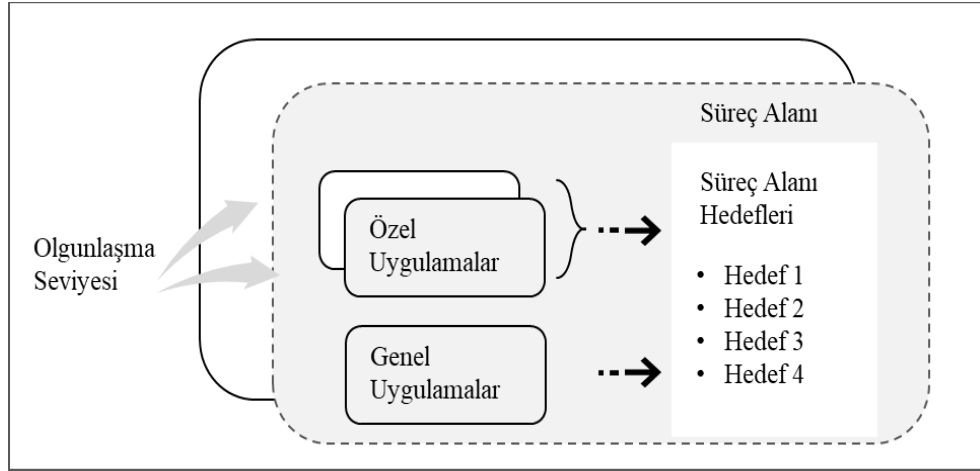 Süreç Alanı
Süreç Alanı
Hedefleri
Özel
Uygulamalar
Olgunlaşma
Seviyesi
• Hedef 1
• Hedef 2
• Hedef 3
• Hedef 4
Genel
Uygulamalar